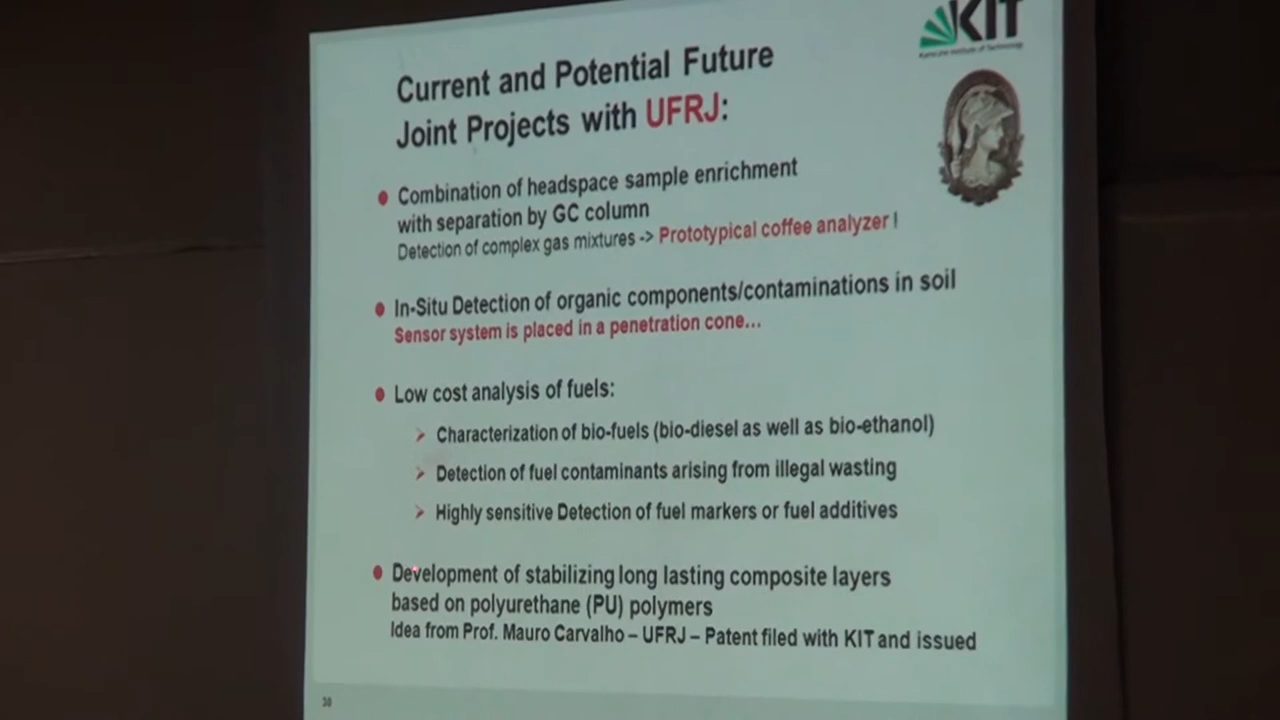 KIT
Karlsruhe Institute of Technology
Current and Potential Future
Joint Projects with UFRJ:
Combination of headspace sample enrichment
with separation by GC column
Detection of complex gas mixtures -> Prototypical coffee analyzer !
In-Situ Detection of organic components/contaminations in soil
Sensor system is placed in a penetration cone...
Low cost analysis of fuels:
Characterization of bio-fuels (bio-diesel as well as bio-ethanol)
Detection of fuel contaminants arising from illegal wasting
Highly sensitive Detection of fuel markers or fuel additives
Development of stabilizing long lasting composite layers
based on polyurethane (PU) polymers
Idea from Prof. Mauro Carvalho – UFRJ – Patent filed with KIT and issued
30